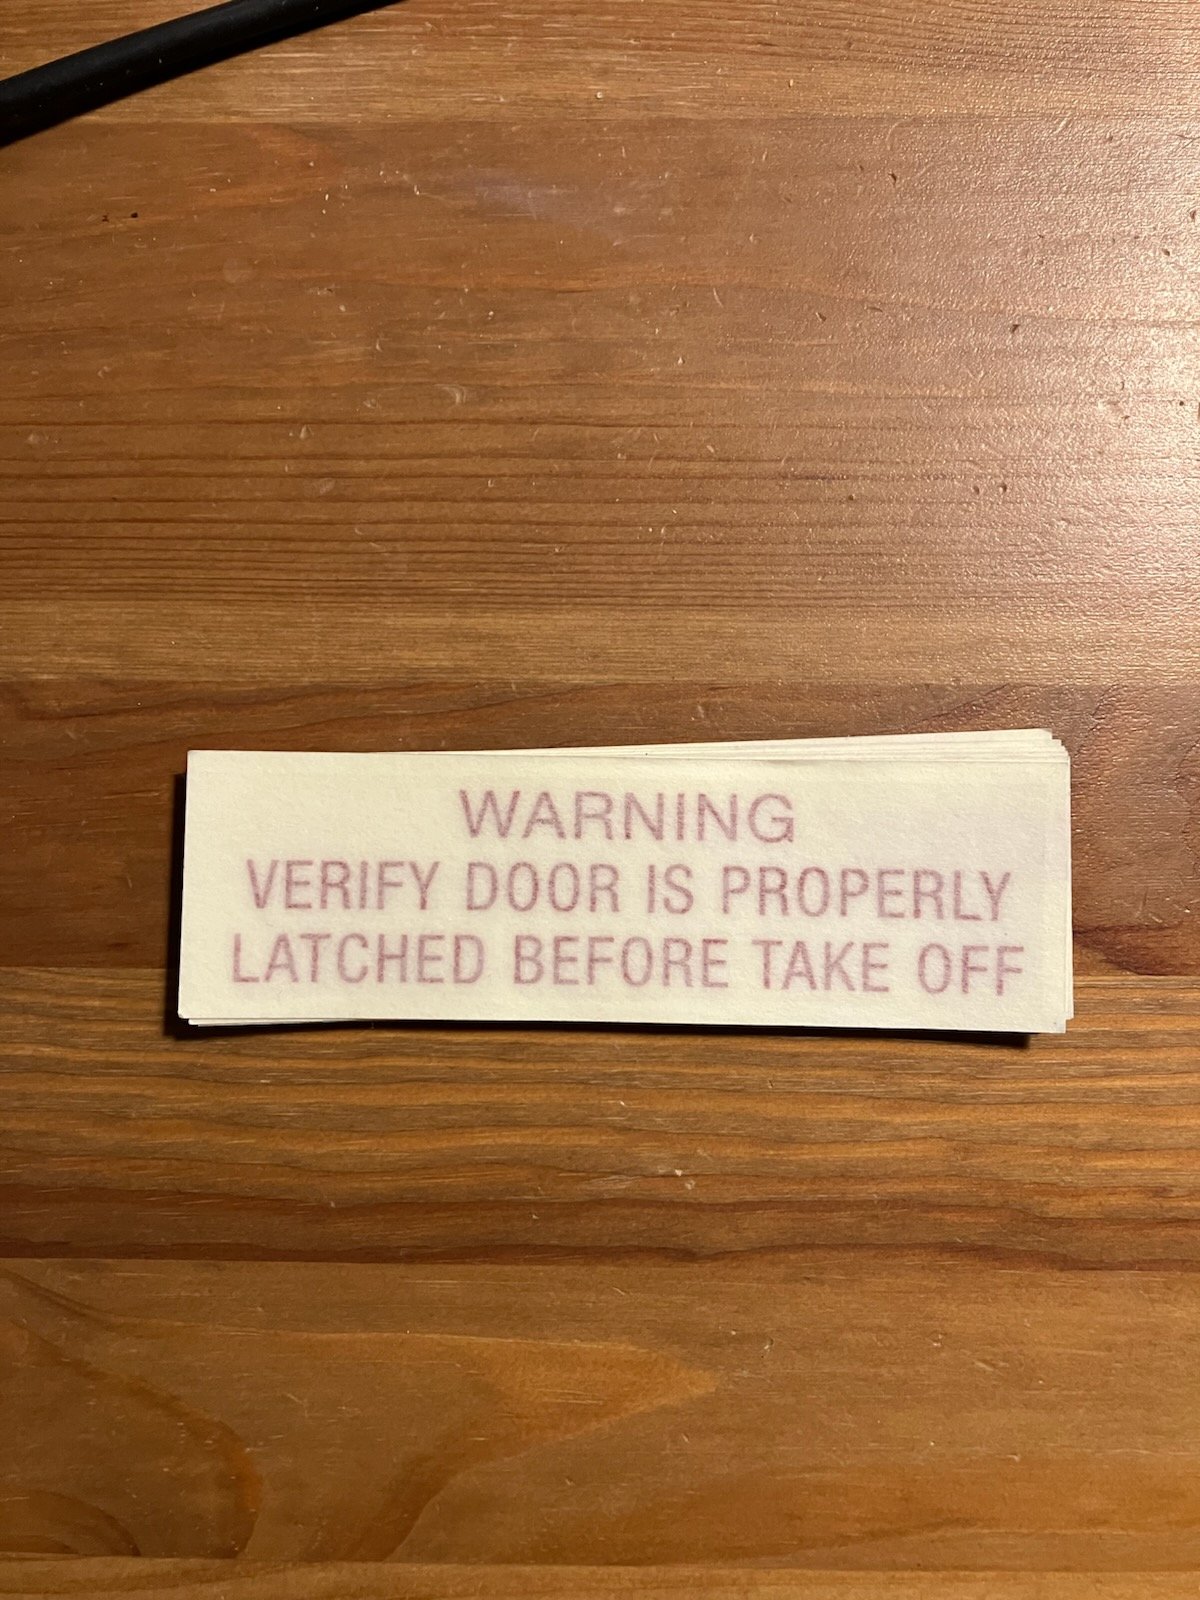 WARNING
VERIFY DOOR IS PROPERLY
LATCHED BEFORE TAKE OFF